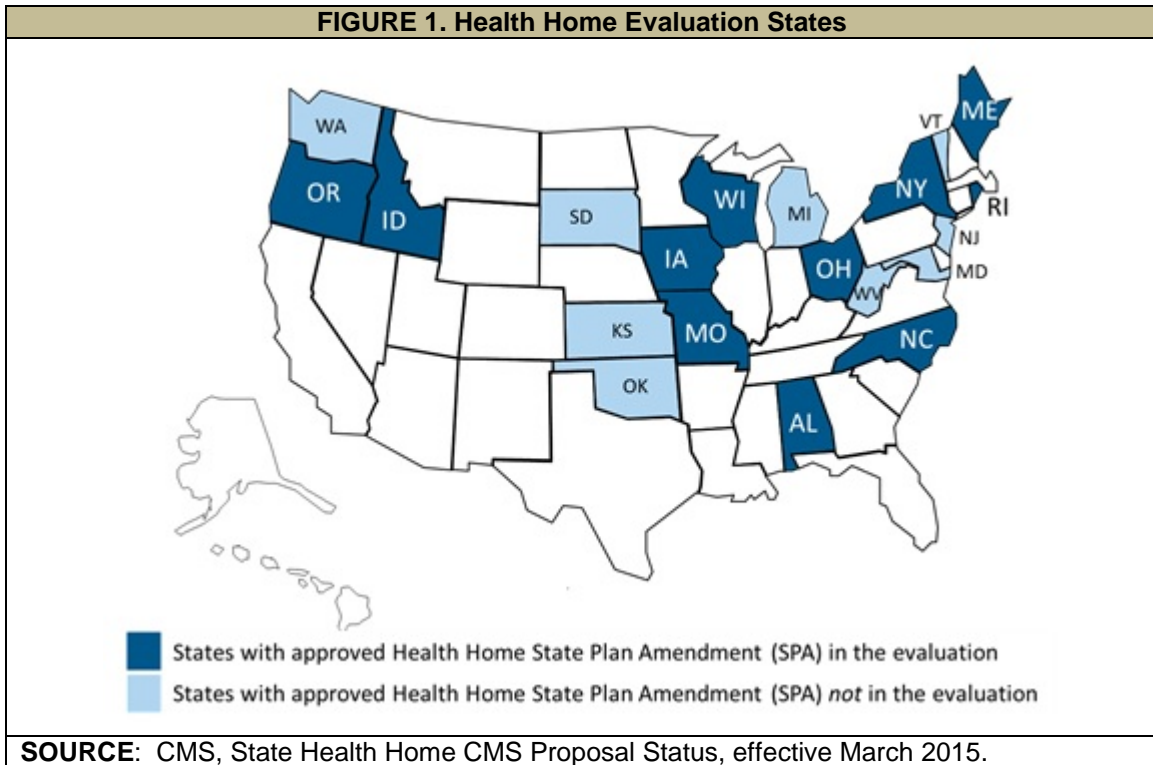 FIGURE 1. Health Home Evaluation States
ME
WA
VT
OR
NY
WI
ID
SD
MI
RI
NJ
IA
OH
MD
WV
KS
MO
NC
OK
AL
States with approved Health Home State Plan Amendment (SPA) in the evaluation
States with approved Health Home State Plan Amendment (SPA) not in the evaluation
SOURCE: CMS, State Health Home CMS Proposal Status, effective March 2015.